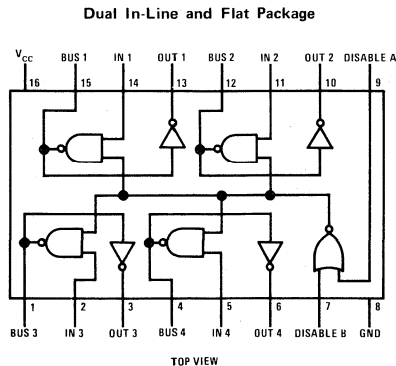 Dual In-Line and Flat Package
VCC BUS 1 IN 1 OUT 1 BUS 2 IN 2 OUT 2 DISABLE A
16 15 14 13 12 11 10 9
1 2 3 4 5 6 7 8
BUS 3 IN 3 OUT 3 BUS 4 IN 4 OUT 4 DISABLE B GND
TOP VIEW